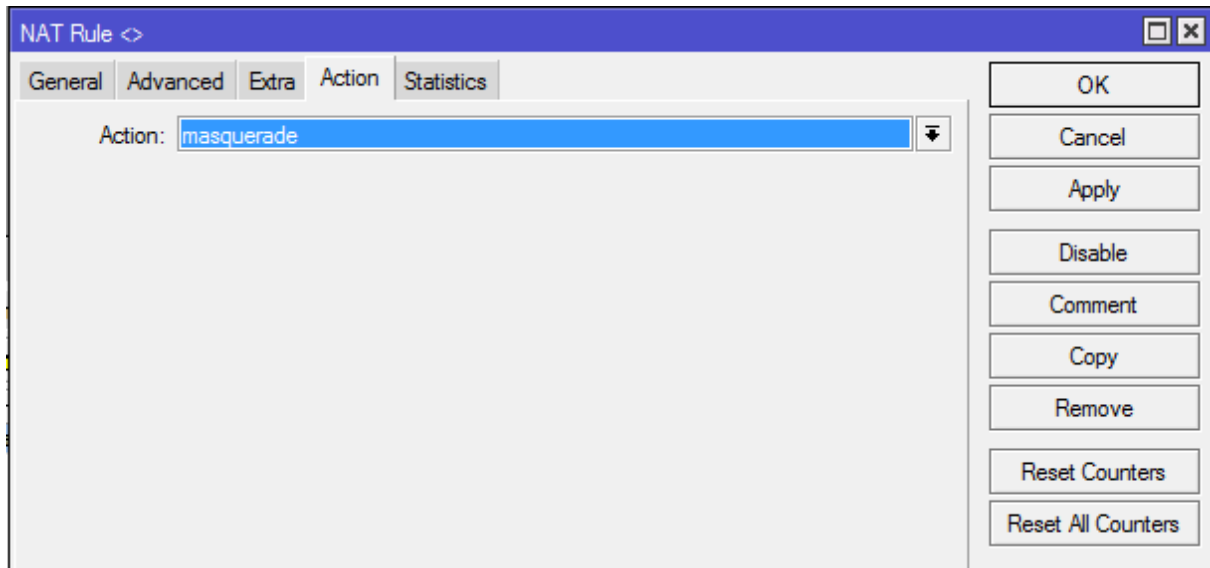 NAT Rule <>
General Advanced Extra Action Statistics
Action: masquerade
OK
Cancel
Apply
Disable
Comment
Copy
Remove
Reset Counters
Reset All Counters